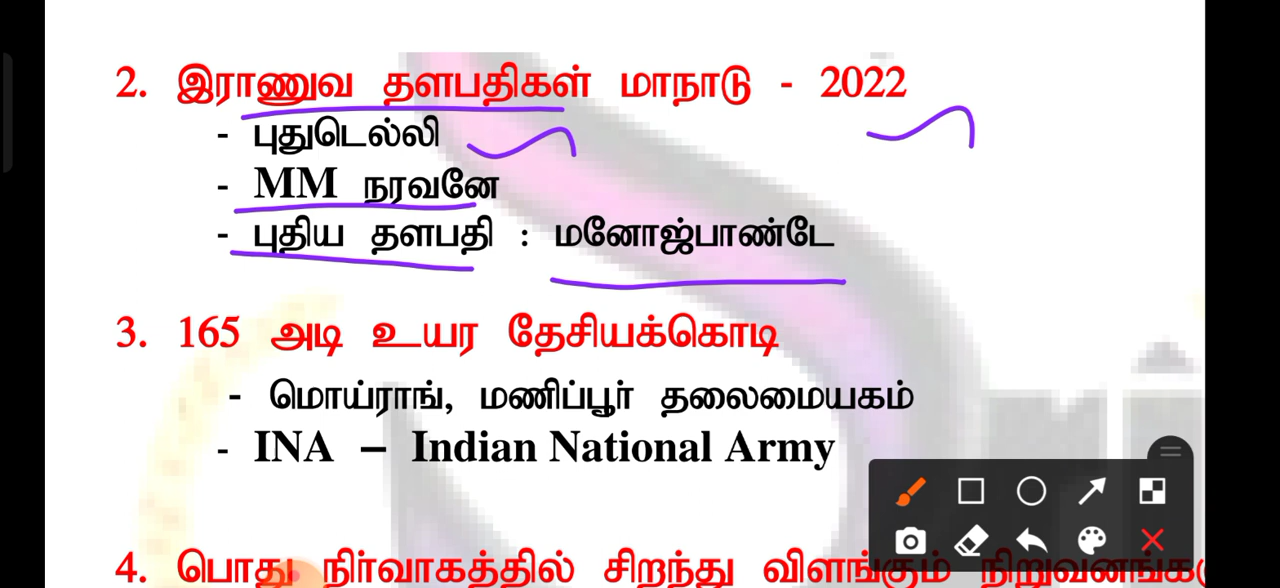 2. இராணுவ தளபதிகள் மாநாடு - 2022
- புதுடெல்லி
- MM நரவனே
- புதிய தளபதி : மனோஜ்பாண்டே
3. 165 அடி உயர தேசியக்கொடி
- மொய்ராங், மணிப்பூர் தலைமையகம்
- INA – Indian National Army
4. பொது நிர்வாகத்தில் சிறந்து விளங்கும்